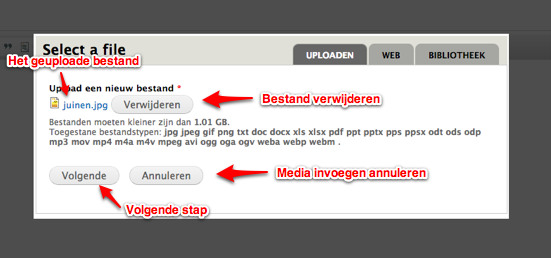 Select a file
UPLOADEN
WEB
BIBLIOTHEEK
Het geuploade bestand
Upload een nieuw bestand *
juinen.jpg
Verwijderen
Bestand verwijderen
Bestanden moeten kleiner zijn dan 1.01 GB.
Toegestane bestandstypen: jpg jpeg gif png txt doc docx xls xlsx pdf ppt pptx pps ppsx odt ods odp
mp3 mov mp4 m4a m4v mpeg avi ogg oga ogv weba webp webm .
Volgende
Annuleren
Media invoegen annuleren
Volgende stap